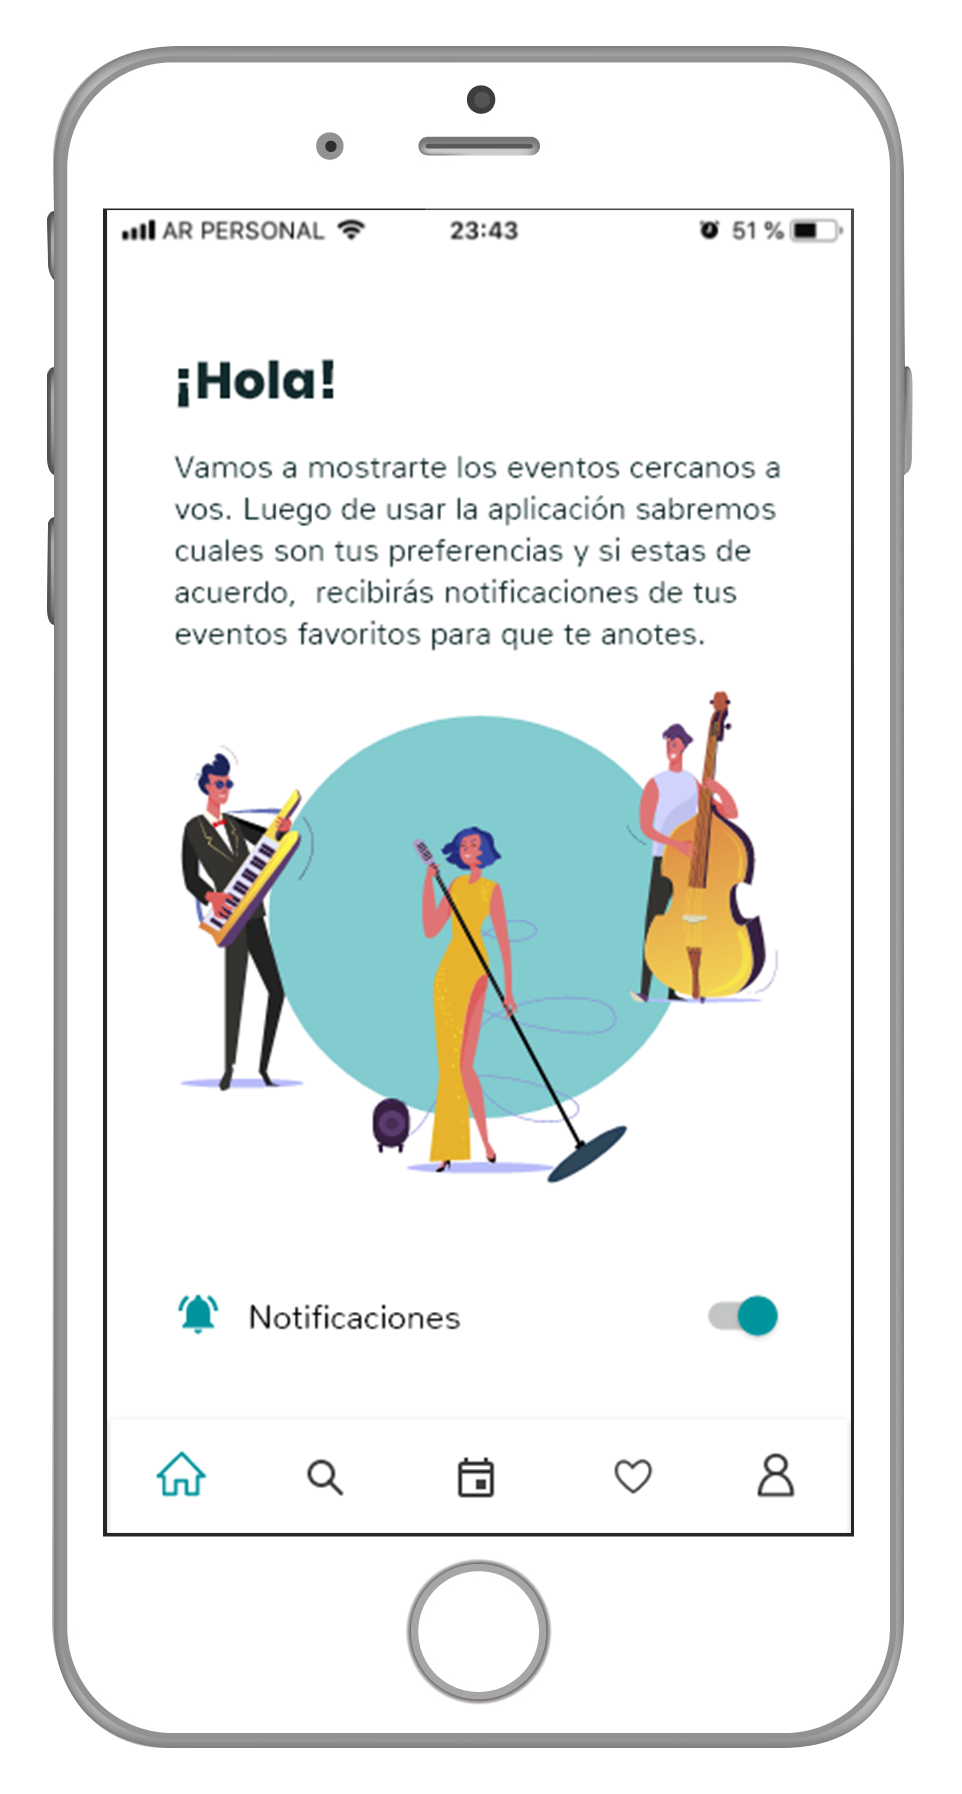 AR PERSONAL 23:43 51 %
¡Hola!
Vamos a mostrarte los eventos cercanos a
vos. Luego de usar la aplicación sabremos
cuales son tus preferencias y si estas de
acuerdo,  recibirás notificaciones de tus
eventos favoritos para que te anotes.
Notificaciones